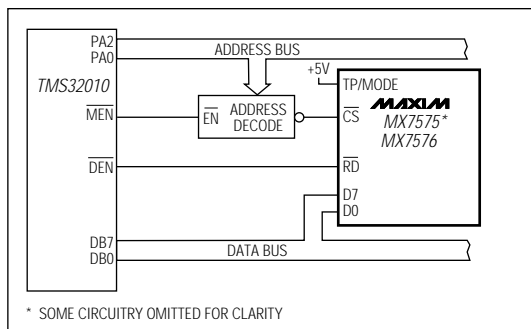 PA2
PA0
ADDRESS BUS
TMS32010
+5V
TP/MODE
MEN
EN
ADDRESS
DECODE
CS
MAXIM
MX7575*
MX7576
DEN
RD
D7
D0
DB7
DB0
DATA BUS
* SOME CIRCUITRY OMITTED FOR CLARITY